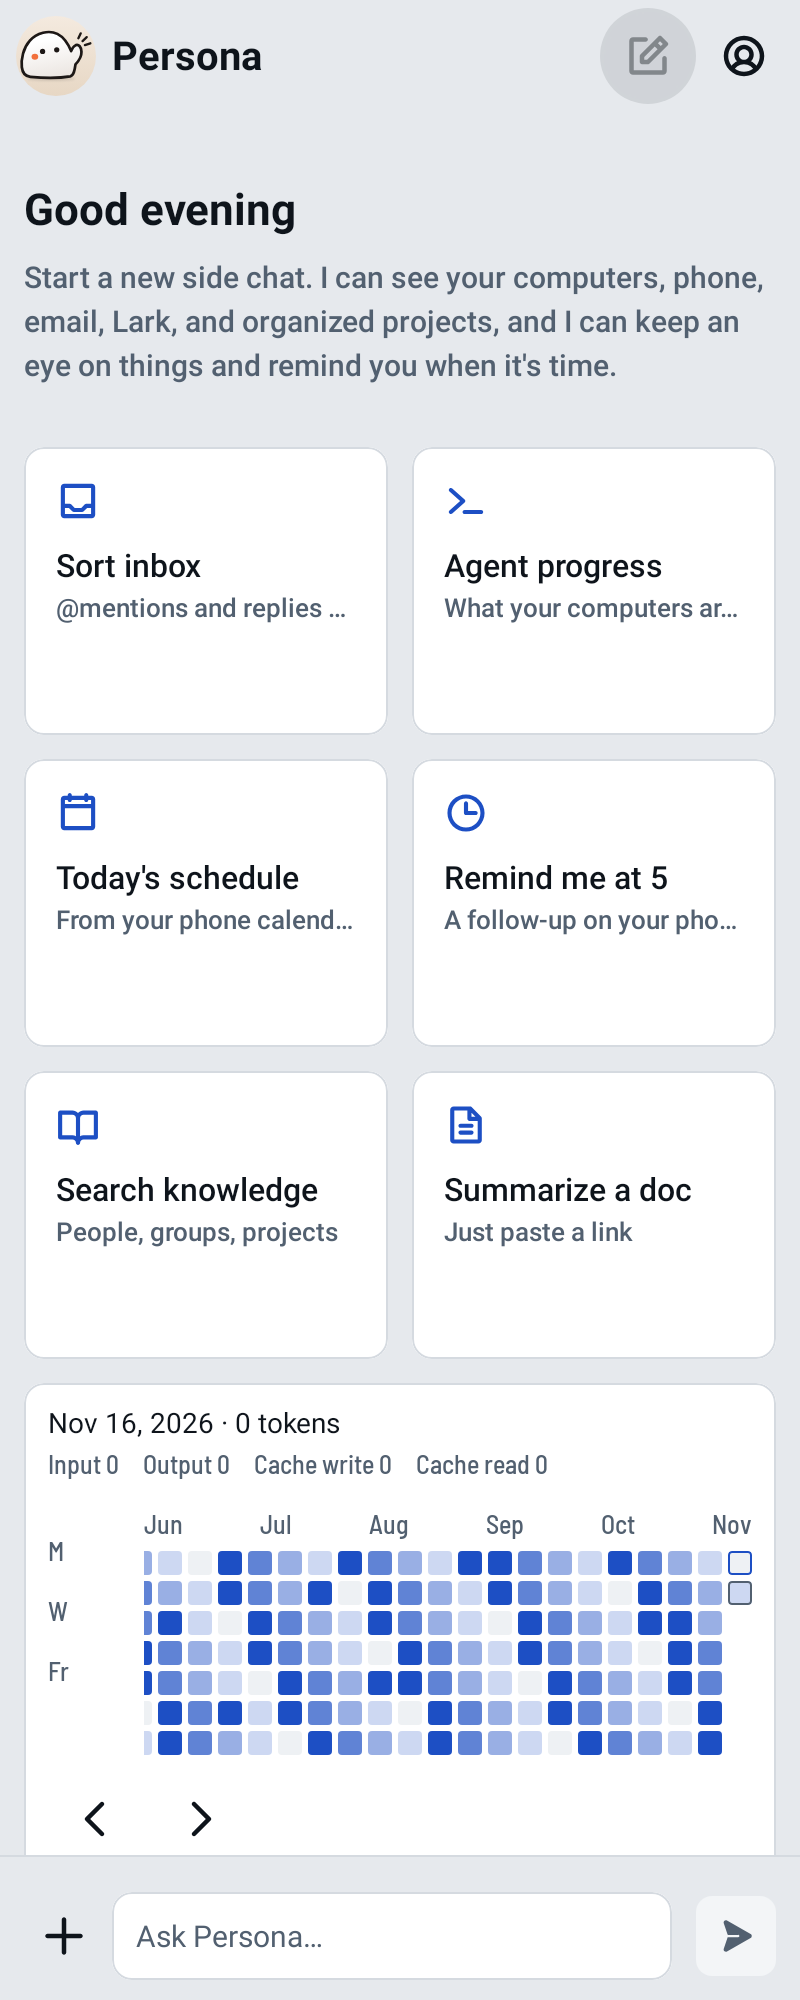 Persona
Good evening
Start a new side chat. I can see your computers, phone,
email, Lark, and organized projects, and I can keep an
eye on things and remind you when it's time.
Sort inbox
@mentions and replies ...
Agent progress
What your computers ar...
Today's schedule
From your phone calend...
Remind me at 5
A follow-up on your pho...
Search knowledge
People, groups, projects
Summarize a doc
Just paste a link
Nov 16, 2026 · 0 tokens
Input 0 Output 0 Cache write 0 Cache read 0
Jun Jul Aug Sep Oct Nov
M
W
Fr
Ask Persona...